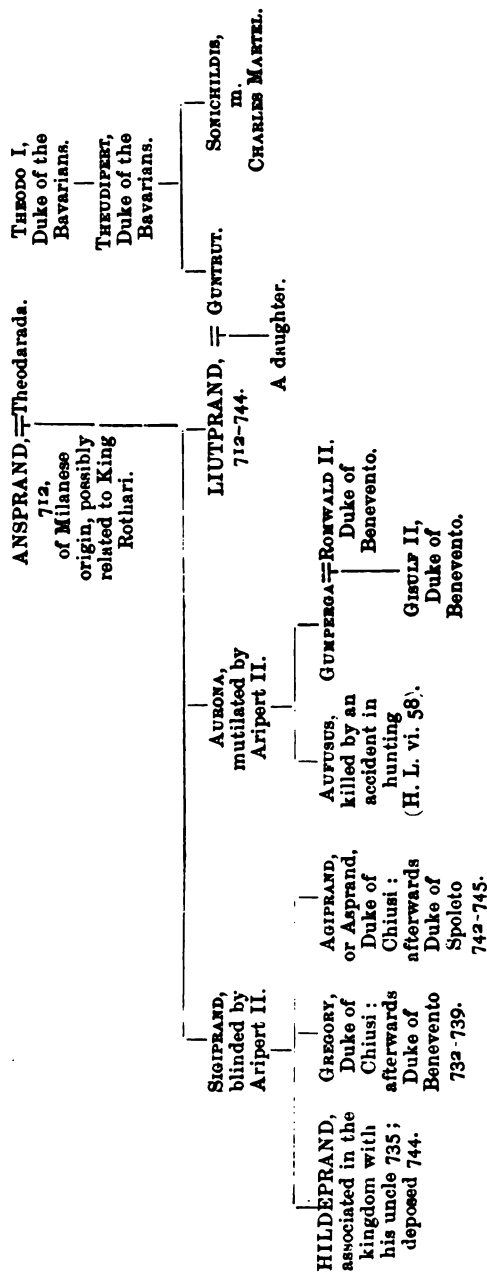 ANSPRAND,=Theodarada.
712,
of Milanese
origin, possibly
related to King
Rothari.
THEODO I,
Duke of the
Bavarians.
THEUDIPERT,
Duke of the
Bavarians.
SIGIPRAND,
blinded by
Aripert II.
AURONA,
mutilated by
Aripert II.
LIUTPRAND, = GUNTRUT.
712-744.
SONICHILDIS,
m.
CHARLES MARTEL.
A daughter.
HILDEPRAND,
associated in the
kingdom with
his uncle 735;
deposed 744.
GREGORY,
Duke of
Chiusi:
afterwards
Duke of
Benevento
732-739.
AGIPRAND,
or Asprand,
Duke of
Chiusi:
afterwards
Duke of
Spoleto
742-745.
AUFUSUS,
killed by an
accident in
hunting
(H. L. vi. 58).
GUMPERGA=ROMWALD II.
Duke of
Benevento.
GISULF II,
Duke of
Benevento.